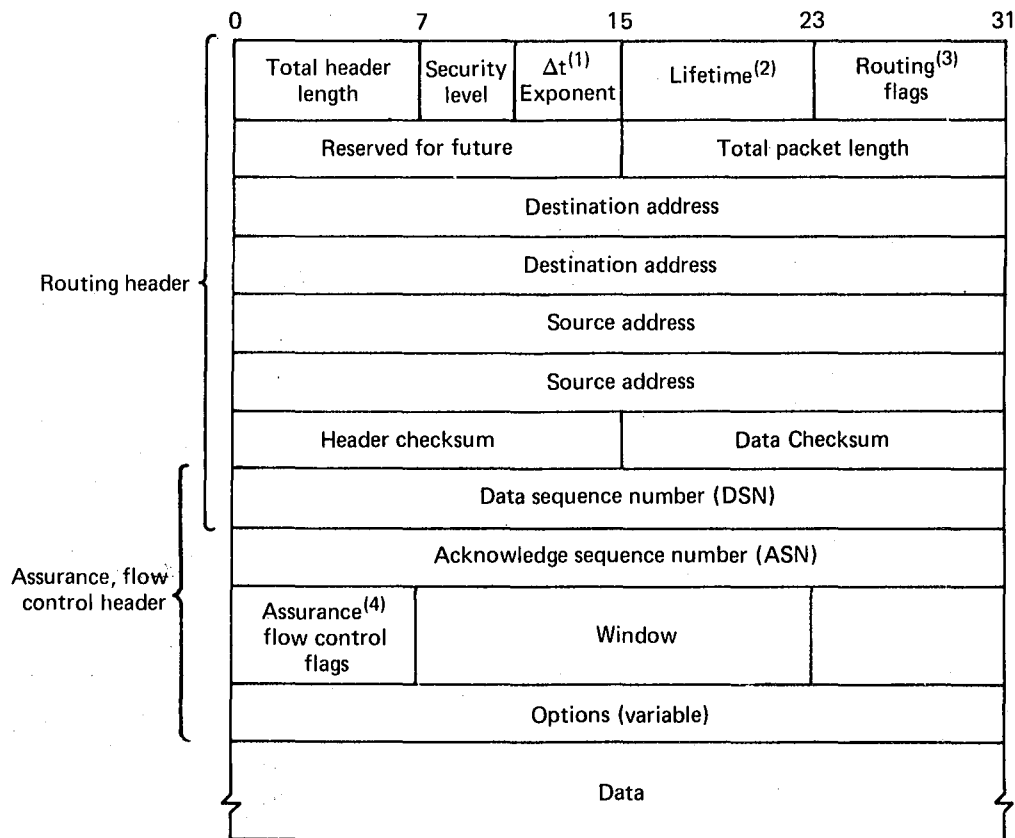 0 7 15 23 31
Total header
length
Security
level
Δt(1)
Exponent
Lifetime(2)
Routing(3)
flags
Reserved for future
Total packet length
Destination address
Destination address
Routing header
Source address
Source address
Header checksum
Data Checksum
Data sequence number (DSN)
Acknowledge sequence number (ASN)
Assurance, flow
control header
Assurance(4)
flow control
flags
Window
Options (variable)
Data